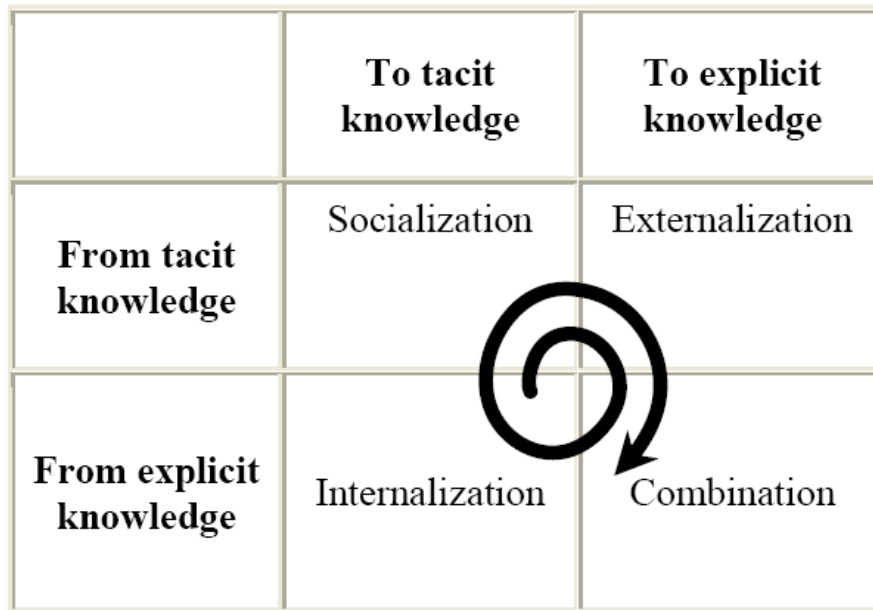 To tacit
knowledge
To explicit
knowledge
From tacit
knowledge
Socialization
Externalization
From explicit
knowledge
Internalization
Combination